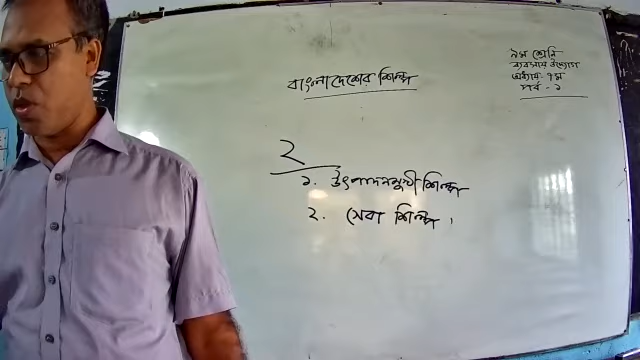 বাংলাদেশের শিল্প
৯ম শ্রেনি
ব্যবসায় উদ্যোগ
অধ্যায় ৭ম
পর্ব - ১
২
১. উৎপাদনমুখী শিল্প
২. সেবা শিল্প ।